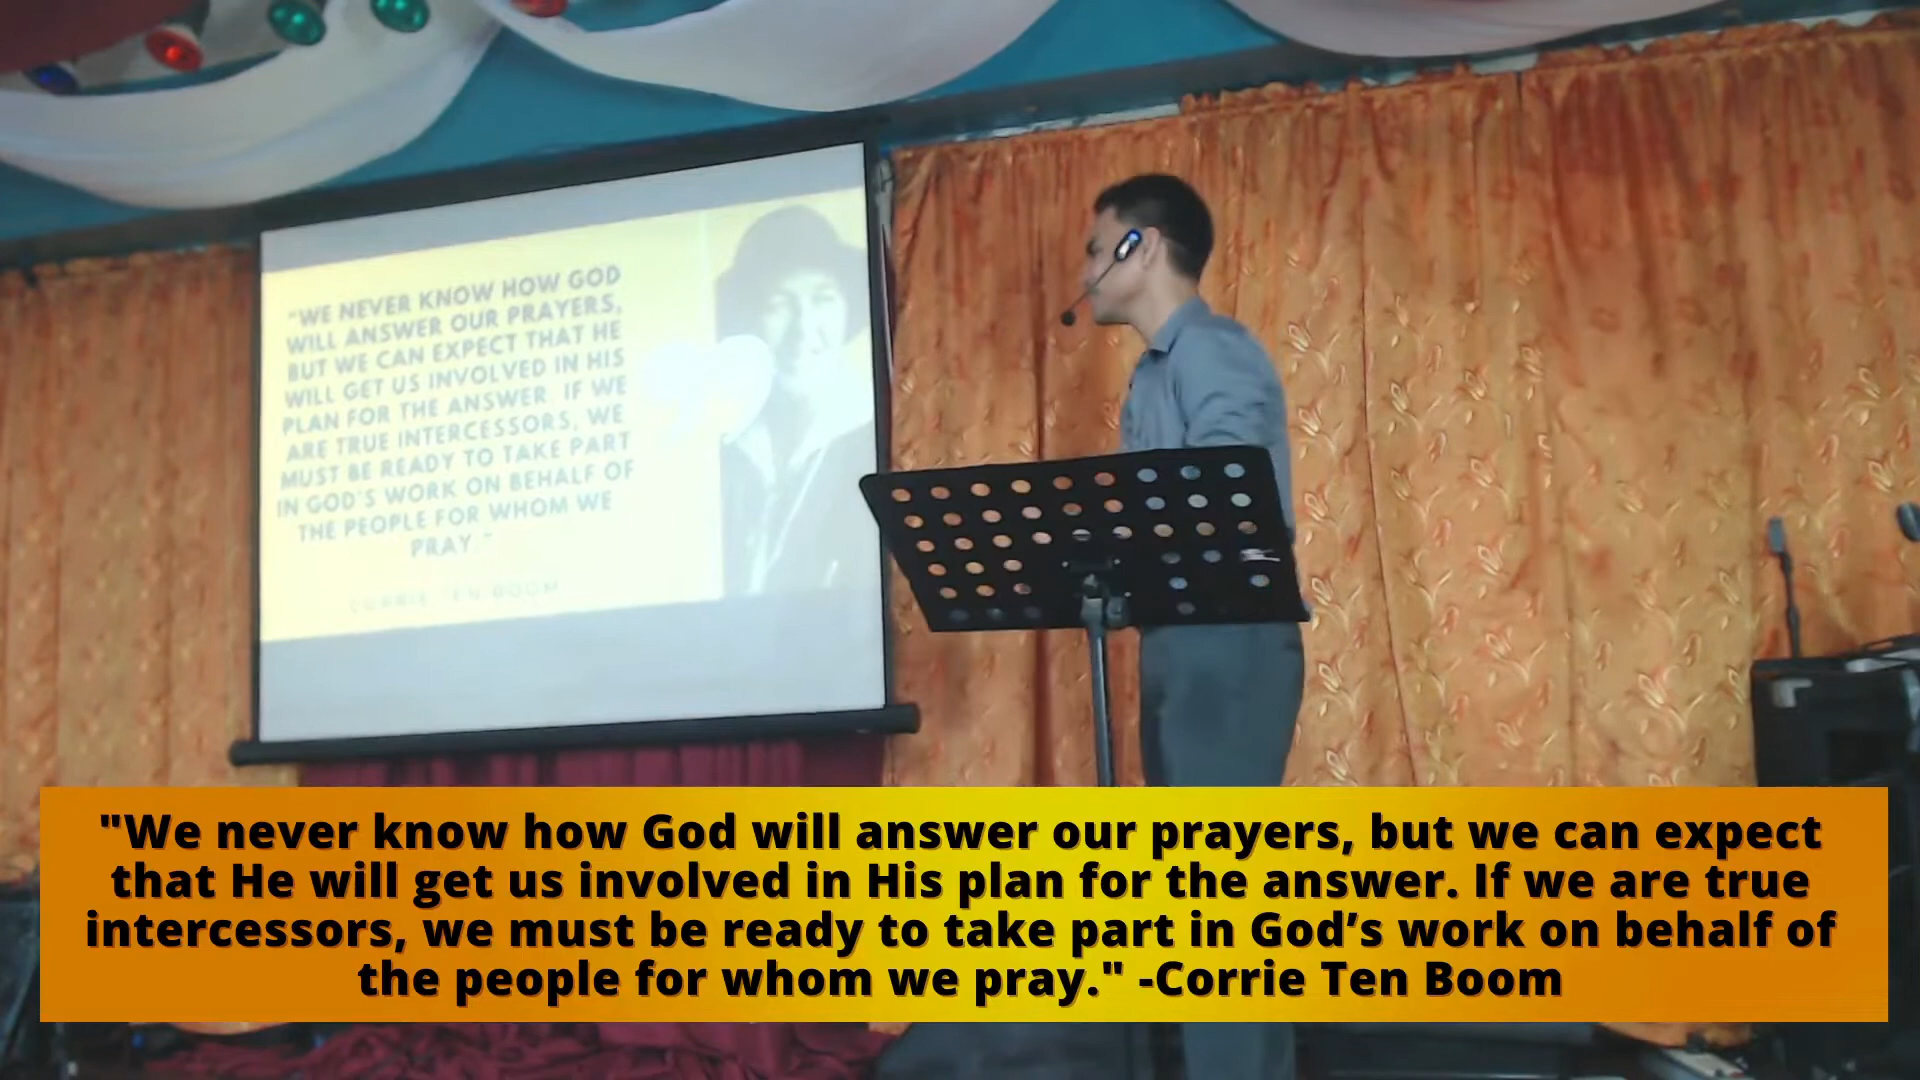 "WE NEVER KNOW HOW GOD
WILL ANSWER OUR PRAYERS,
BUT WE CAN EXPECT THAT HE
WILL GET US INVOLVED IN HIS
PLAN FOR THE ANSWER. IF WE
ARE TRUE INTERCESSORS, WE
MUST BE READY TO TAKE PART
IN GOD'S WORK ON BEHALF OF
THE PEOPLE FOR WHOM WE
PRAY."
CORRIE TEN BOOM
"We never know how God will answer our prayers, but we can expect
that He will get us involved in His plan for the answer. If we are true
intercessors, we must be ready to take part in God’s work on behalf of
the people for whom we pray." -Corrie Ten Boom